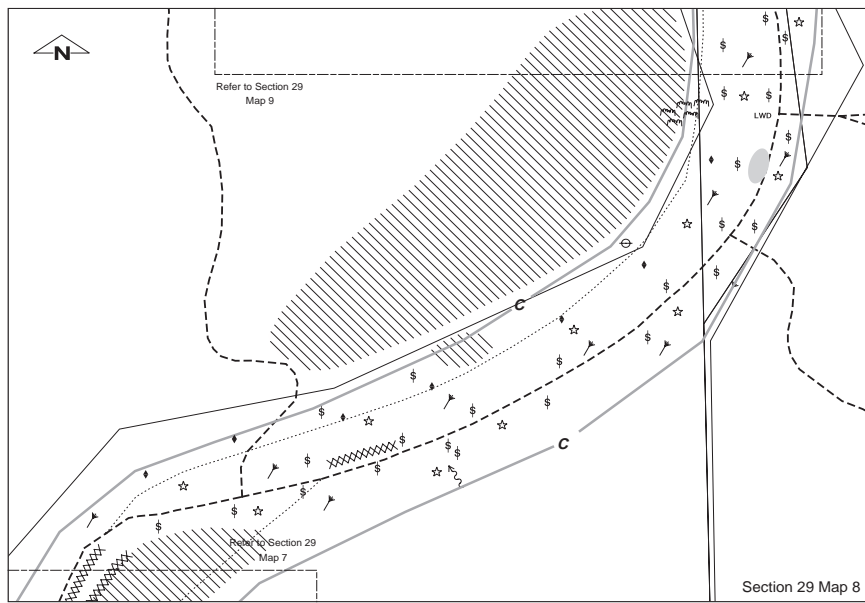 N
Refer to Section 29
Map 9
LWD
C
C
Refer to Section 29
Map 7
Section 29 Map 8